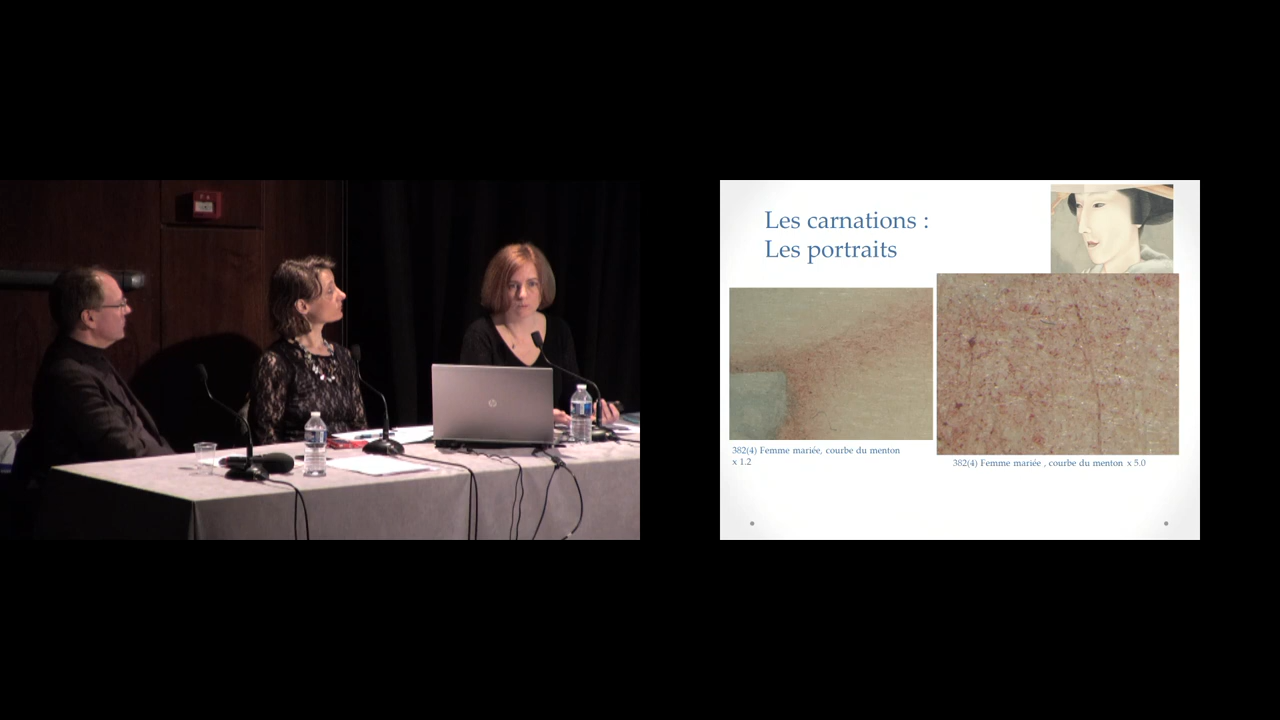 Les carnations :
Les portraits
382(4) Femme mariée, courbe du menton
x 1.2
382(4) Femme mariée , courbe du menton x 5.0
hp